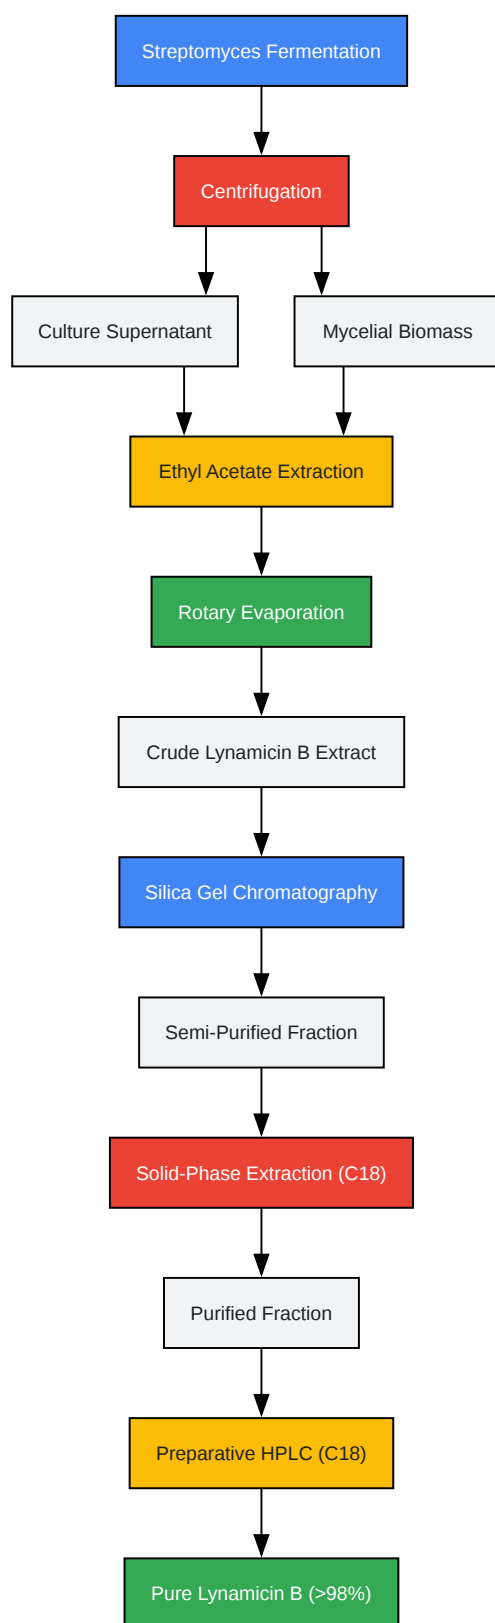 Streptomyces Fermentation
Centrifugation
Culture Supernatant
Mycelial Biomass
Ethyl Acetate Extraction
Rotary Evaporation
Crude Lynamicin B Extract
Silica Gel Chromatography
Semi-Purified Fraction
Solid-Phase Extraction (C18)
Purified Fraction
Preparative HPLC (C18)
Pure Lynamicin B (>98%)